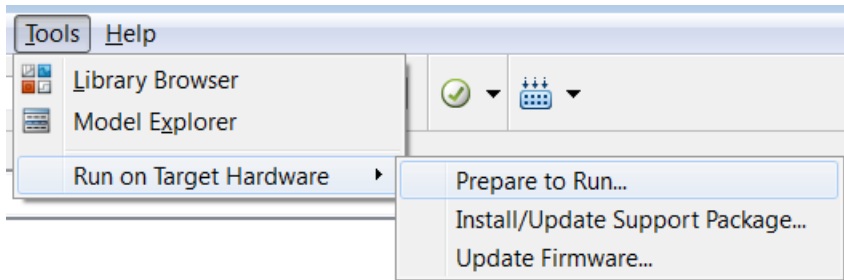 Tools Help
Library Browser
Model Explorer
Run on Target Hardware
Prepare to Run...
Install/Update Support Package...
Update Firmware...